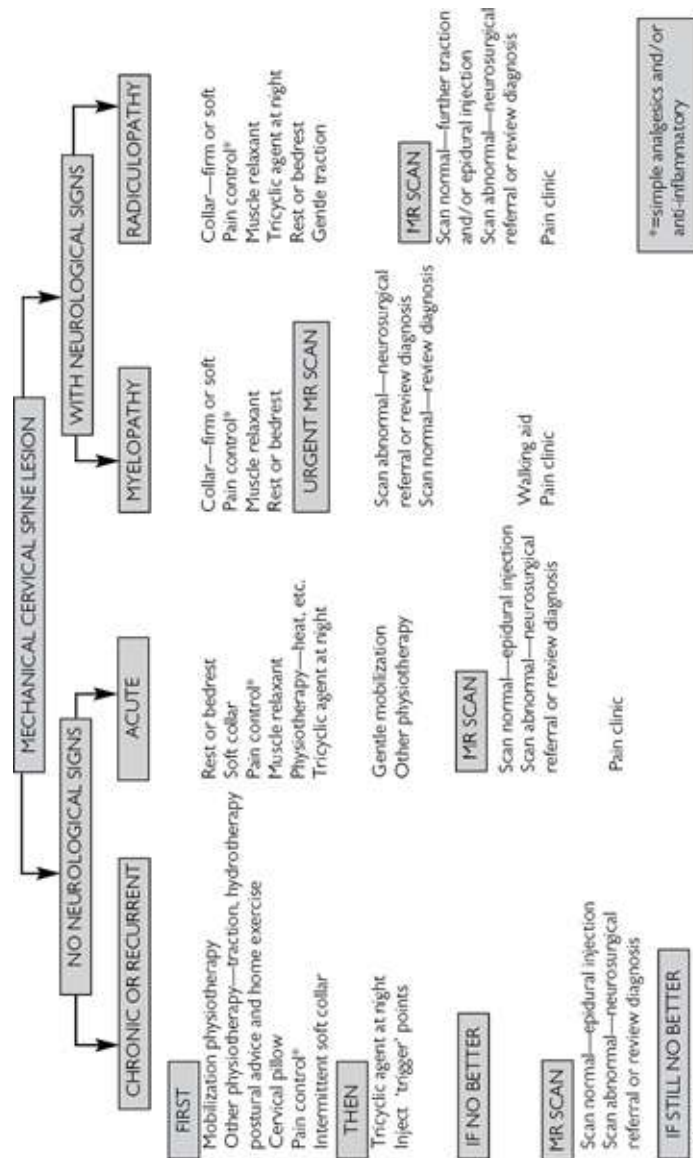 MECHANICAL CERVICAL SPINE LESION
NO NEUROLOGICAL SIGNS
WITH NEUROLOGICAL SIGNS
CHRONIC OR RECURRENT
FIRST
Mobilization physiotherapy
Other physiotherapy—traction, hydrotherapy
postural advice and home exercise
Cervical pillow
Pain control*
Intermittent soft collar
THEN
Tricyclic agent at night
Inject 'trigger' points
IF NO BETTER
MR SCAN
Scan normal—epidural injection
Scan abnormal—neurosurgical
referral or review diagnosis
IF STILL NO BETTER
ACUTE
Rest or bedrest
Soft collar
Pain control*
Muscle relaxant
Physiotherapy—heat, etc.
Tricyclic agent at night
Gentle mobilization
Other physiotherapy
MR SCAN
Scan normal—epidural injection
Scan abnormal—neurosurgical
referral or review diagnosis
Pain clinic
MYELOPATHY
Collar—firm or soft
Pain control*
Muscle relaxant
Rest or bedrest
URGENT MR SCAN
Scan abnormal—neurosurgical
referral or review diagnosis
Scan normal—review diagnosis
Walking aid
Pain clinic
RADICULOPATHY
Collar—firm or soft
Pain control*
Muscle relaxant
Tricyclic agent at night
Rest or bedrest
Gentle traction
MR SCAN
Scan normal—further traction
and/or epidural injection
Scan abnormal—neurosurgical
referral or review diagnosis
Pain clinic
*=simple analgesics and/or
anti-inflammatory